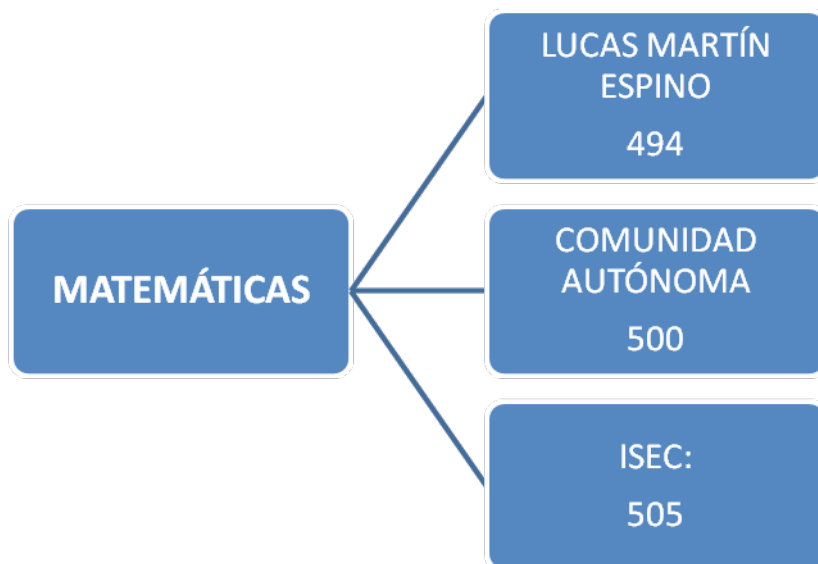 MATEMÁTICAS
LUCAS MARTÍN
ESPINO
494
COMUNIDAD
AUTÓNOMA
500
ISEC:
505